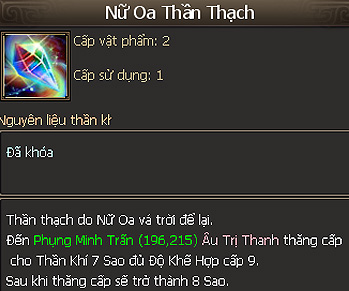 Nữ Oa Thần Thạch
Cấp vật phẩm: 2
Cấp sử dụng: 1
Nguyên liệu thần
Đã khóa
Thần thạch do Nữ Oa vá trời để lại.
Đến Phụng Minh Trấn (196,215) Âu Trị Thanh thăng cấp
cho Thần Khí 7 Sao đủ Độ Khế Hợp cấp 9.
Sau khi thăng cấp sẽ trở thành 8 Sao.